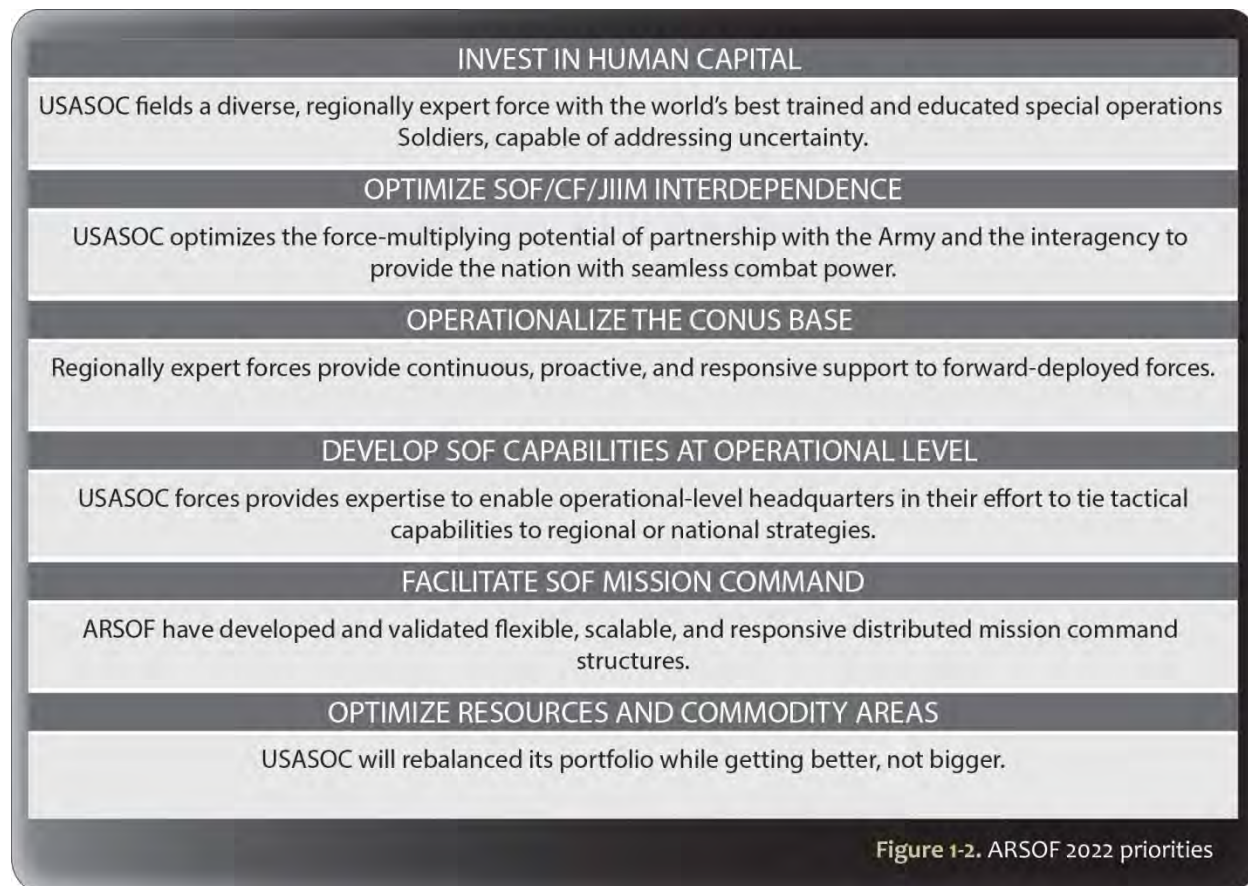 INVEST IN HUMAN CAPITAL
USASOC fields a diverse, regionally expert force with the world’s best trained and educated special operations
Soldiers, capable of addressing uncertainty.
OPTIMIZE SOF/CF/JIIM INTERDEPENDENCE
USASOC optimizes the force-multiplying potential of partnership with the Army and the interagency to
provide the nation with seamless combat power.
OPERATIONALIZE THE CONUS BASE
Regionally expert forces provide continuous, proactive, and responsive support to forward-deployed forces.
DEVELOP SOF CAPABILITIES AT OPERATIONAL LEVEL
USASOC forces provides expertise to enable operational-level headquarters in their effort to tie tactical
capabilities to regional or national strategies.
FACILITATE SOF MISSION COMMAND
ARSOF have developed and validated flexible, scalable, and responsive distributed mission command
structures.
OPTIMIZE RESOURCES AND COMMODITY AREAS
USASOC will rebalanced its portfolio while getting better, not bigger.
Figure 1-2. ARSOF 2022 priorities